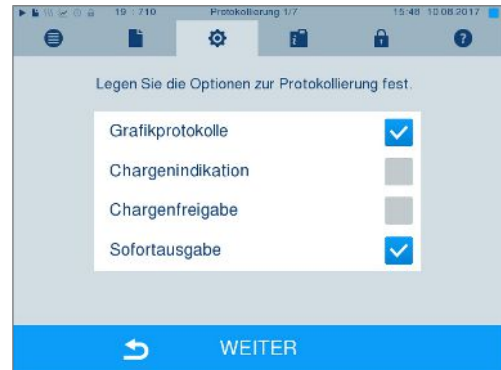 19 : 710 Protokollierung 1/7 15:48 10.08.2017
Legen Sie die Optionen zur Protokollierung fest.
Grafikprotokolle
Chargenindikation
Chargenfreigabe
Sofortausgabe
WEITER